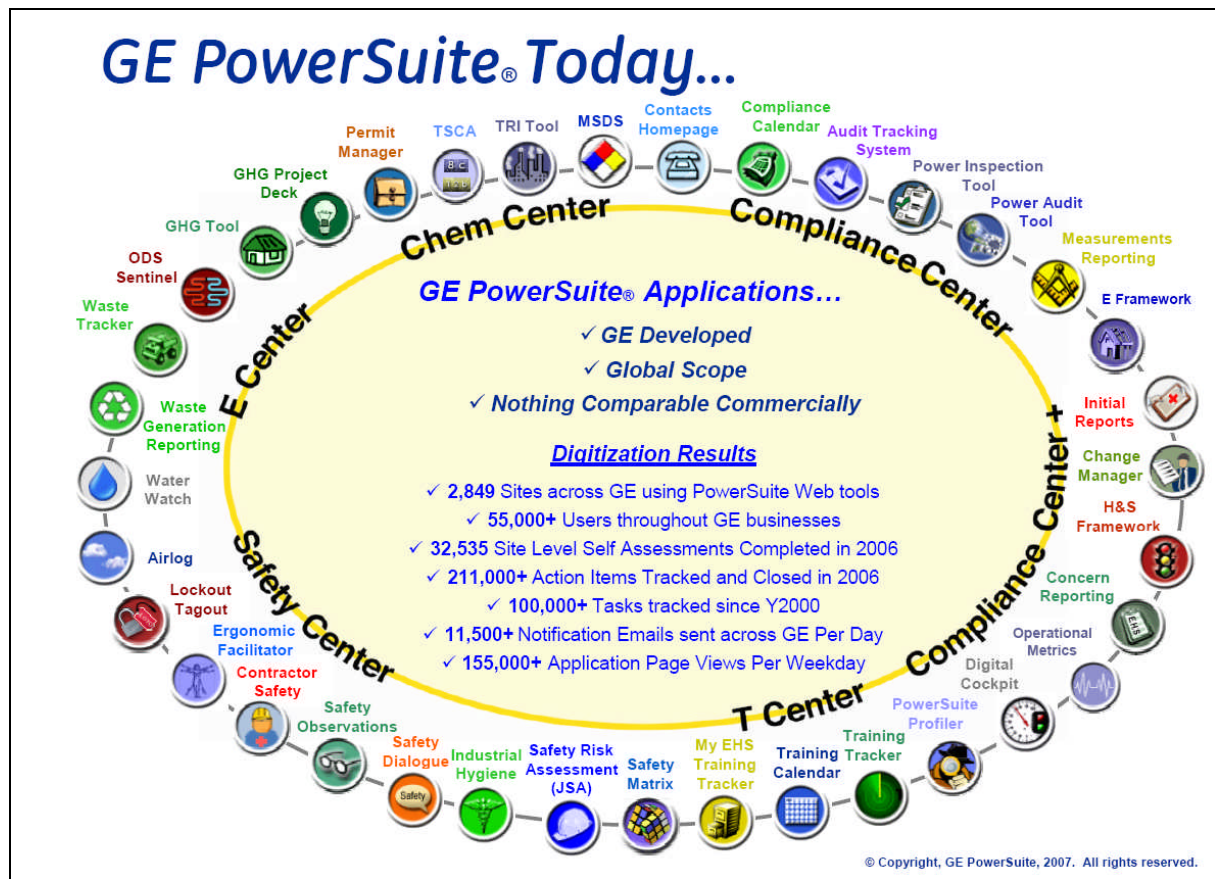 GE PowerSuite® Today...
Permit
Manager
TSCA
TRI Tool
MSDS
Contacts
Homepage
Compliance
Calendar
Audit Tracking
System
Power Inspection
Tool
Power Audit
Tool
Measurements
Reporting
E Framework
Initial
Reports
Change
Manager
H&S
Framework
Concern
Reporting
EHS
Operational
Metrics
Digital
Cockpit
PowerSuite
Profiler
Training
Tracker
Training
Calendar
My EHS
Training
Tracker
Safety
Matrix
Safety Risk
Assessment
(JSA)
Industrial
Hygiene
Safety
Dialogue
Safety
Safety
Observations
Contractor
Safety
Ergonomic
Facilitator
Lockout
Tagout
Airlog
Water
Watch
Waste
Generation
Reporting
Waste
Tracker
ODS
Sentinel
GHG Tool
GHG Project
Deck
Chem Center
Compliance Center
Compliance Center +
T Center
Safety Center
E Center
GE PowerSuite® Applications...
✓ GE Developed
✓ Global Scope
✓ Nothing Comparable Commercially
Digitization Results
✓ 2,849 Sites across GE using PowerSuite Web tools
✓ 55,000+ Users throughout GE businesses
✓ 32,535 Site Level Self Assessments Completed in 2006
✓ 211,000+ Action Items Tracked and Closed in 2006
✓ 100,000+ Tasks tracked since Y2000
✓ 11,500+ Notification Emails sent across GE Per Day
✓ 155,000+ Application Page Views Per Weekday
© Copyright, GE PowerSuite, 2007. All rights reserved.